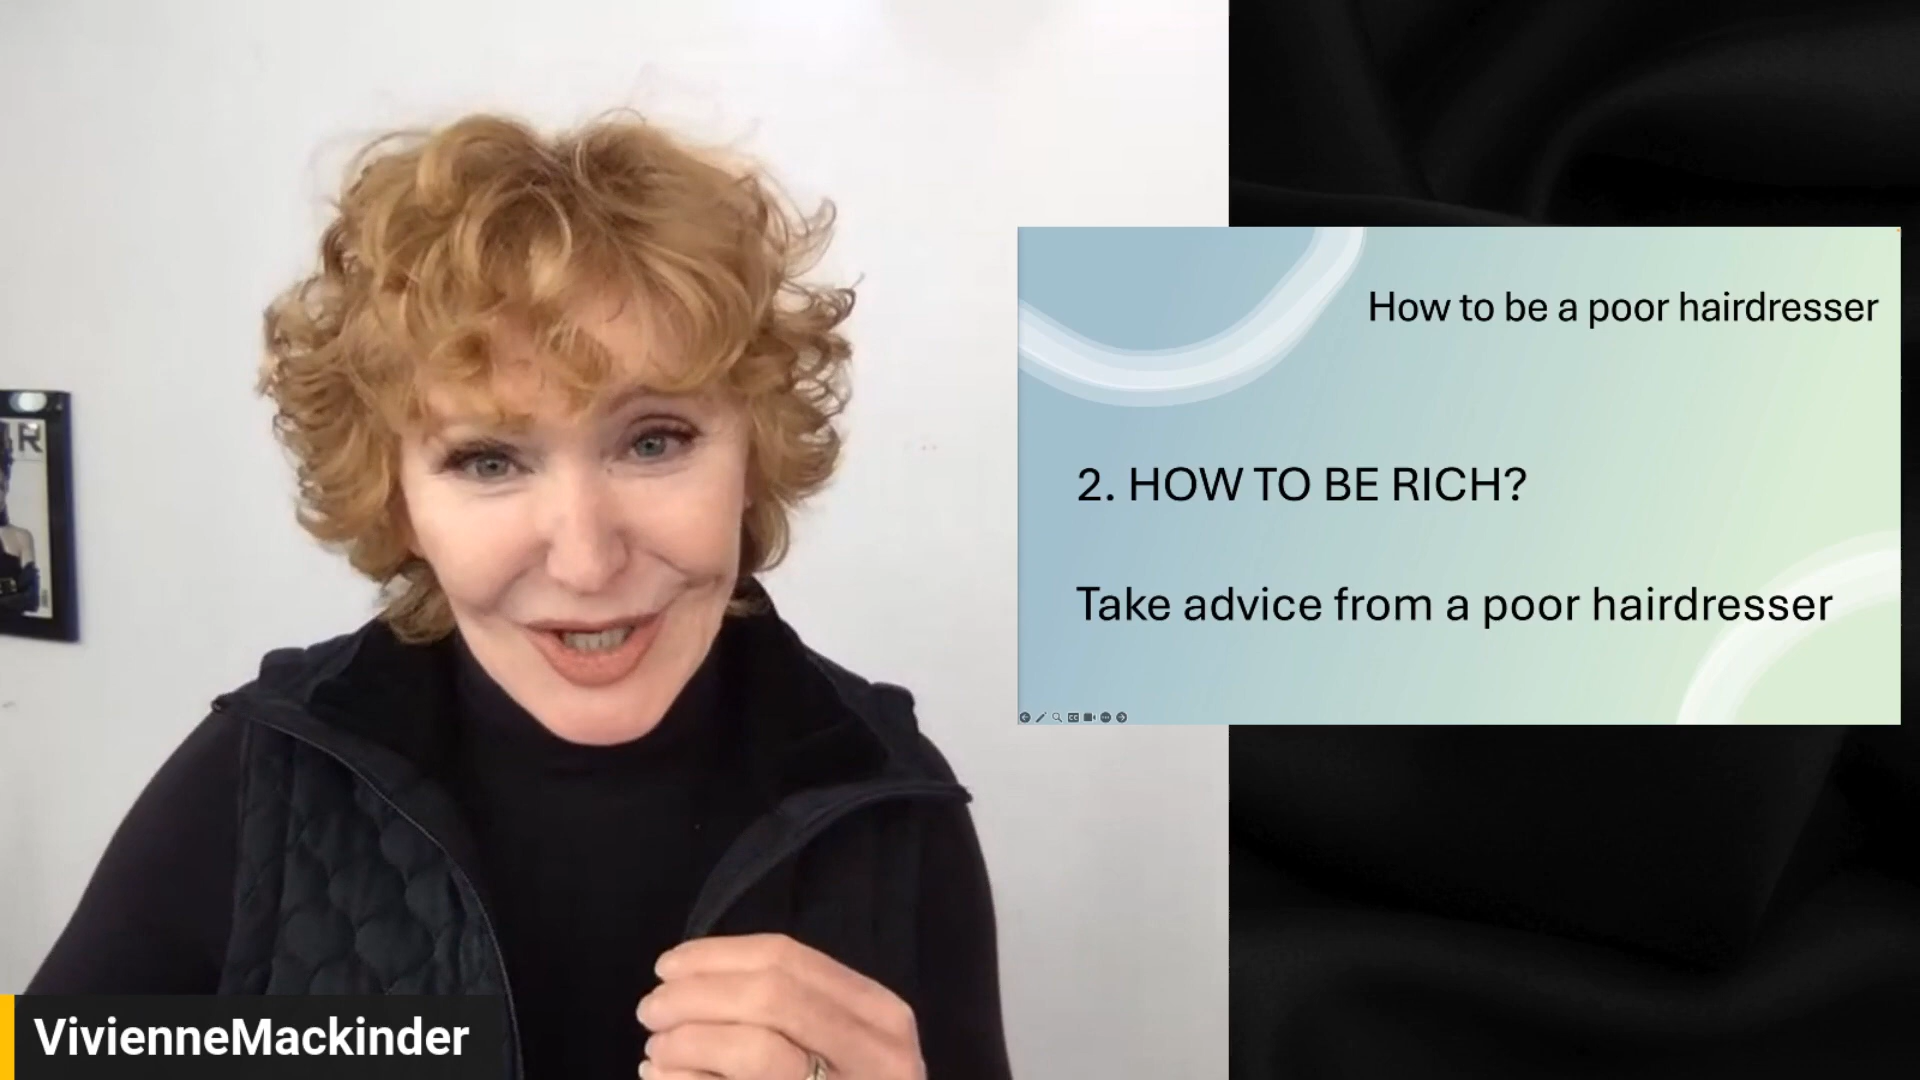 R
How to be a poor hairdresser
2. HOW TO BE RICH?
Take advice from a poor hairdresser
VivienneMackinder